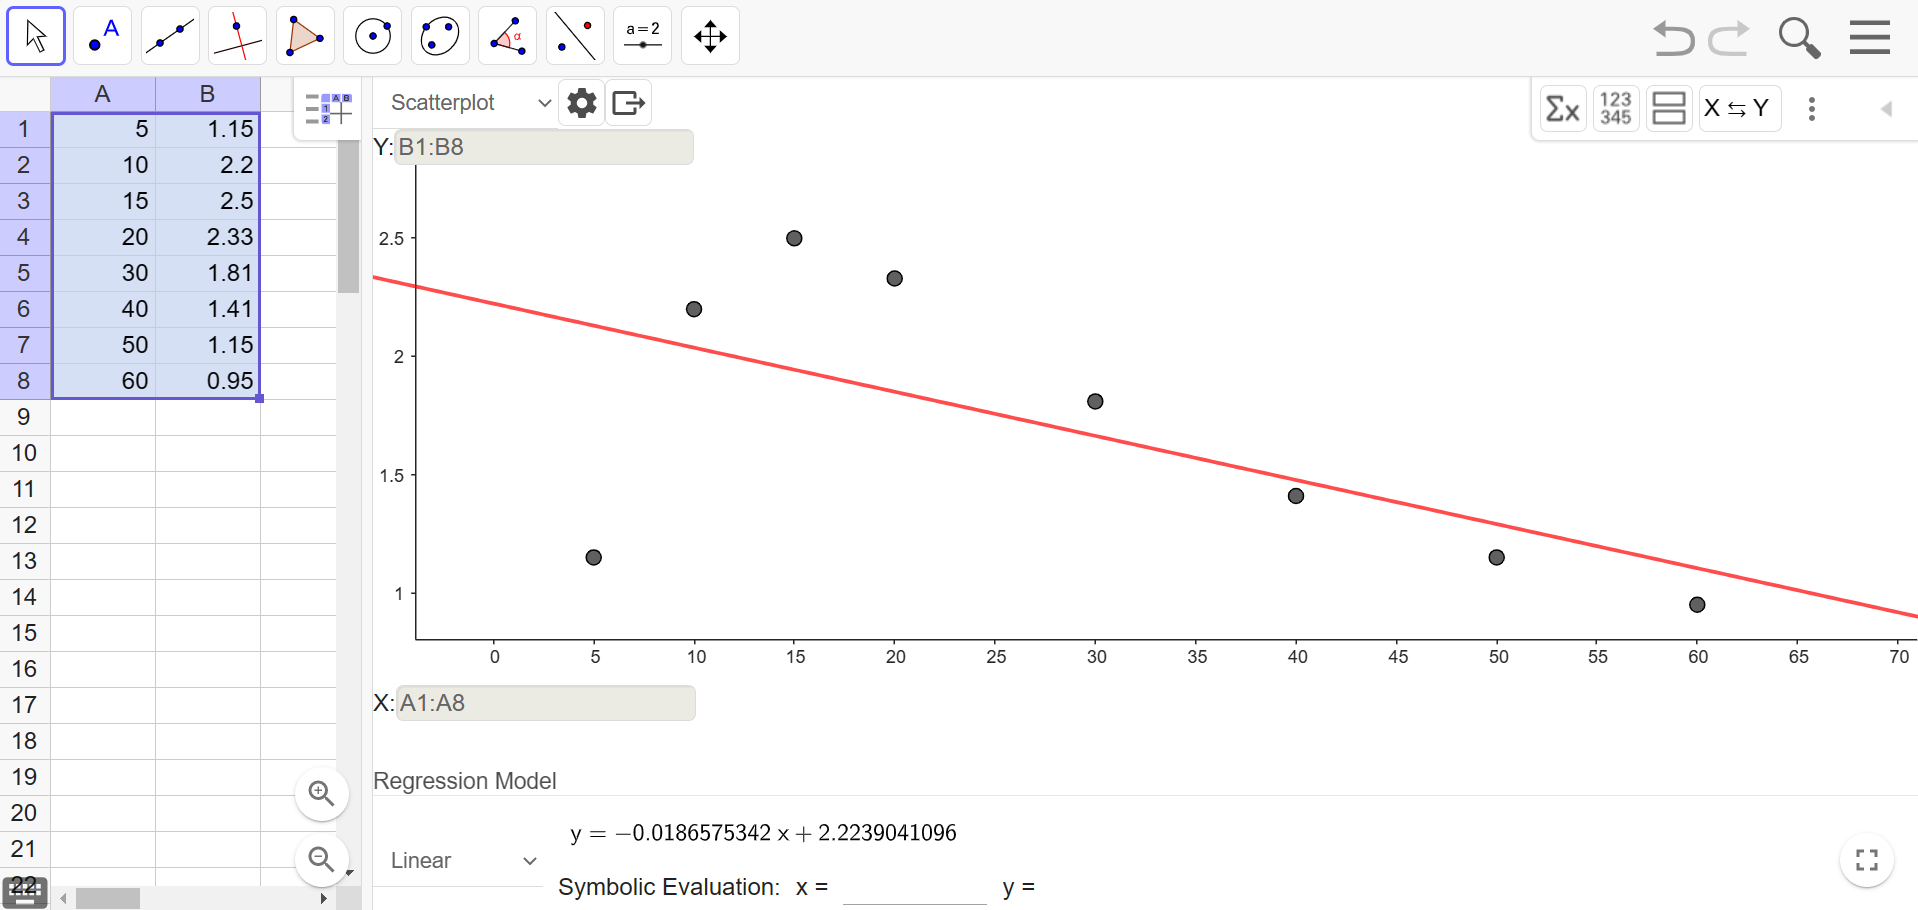 A
α
a=2
A B
1 5 1.15
2 10 2.2
3 15 2.5
4 20 2.33
5 30 1.81
6 40 1.41
7 50 1.15
8 60 0.95
9
10
11
12
13
14
15
16
17
18
19
20
21
22
A B
1
2
Scatterplot
Σx
123
345
X ⇆ Y
Y: B1:B8
2.5
2
1.5
1
0 5 10 15 20 25 30 35 40 45 50 55 60 65 70
X: A1:A8
Regression Model
y = −0.0186575342 x + 2.2239041096
Linear
Symbolic Evaluation: x = y =